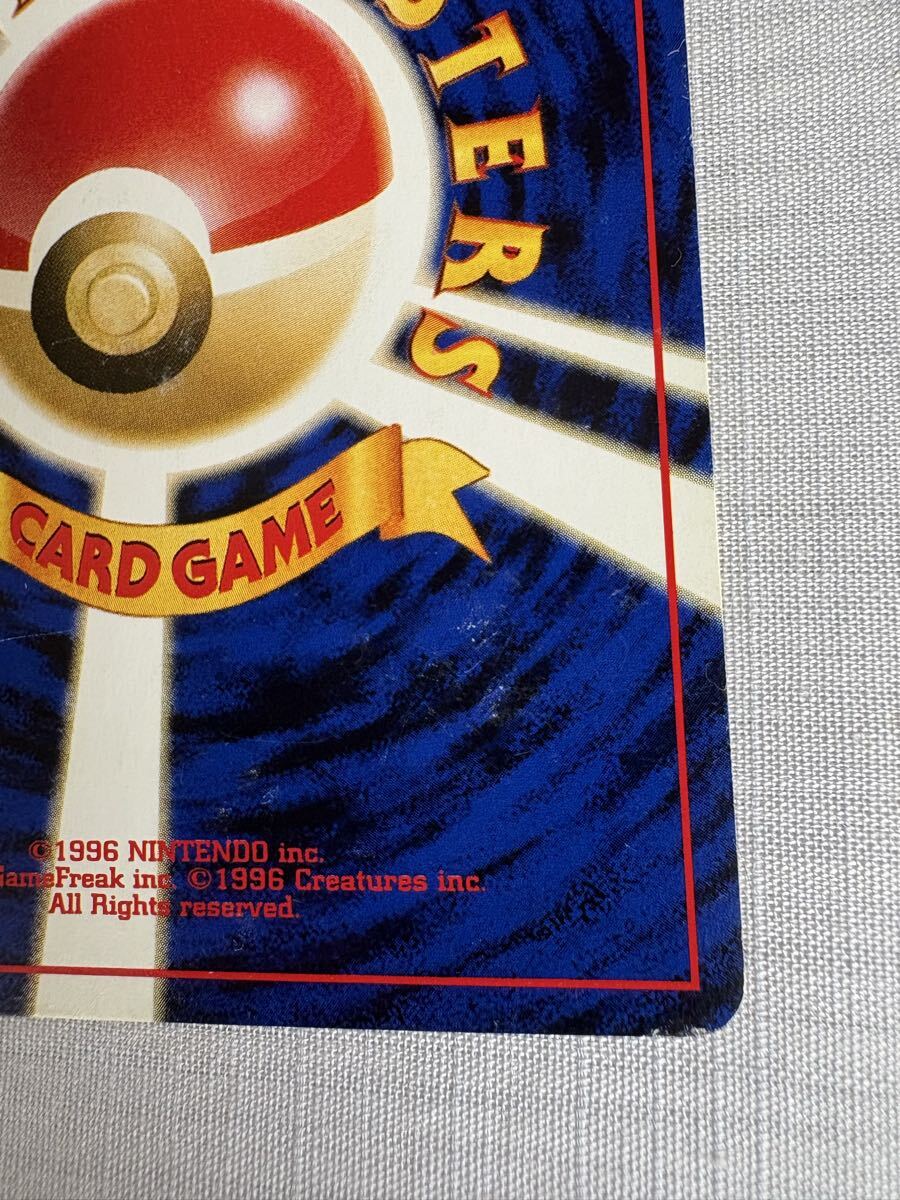 STERS
CARD GAME
©1996 NINTENDO inc.
GameFreak inc. ©1996 Creatures inc.
All Rights reserved.